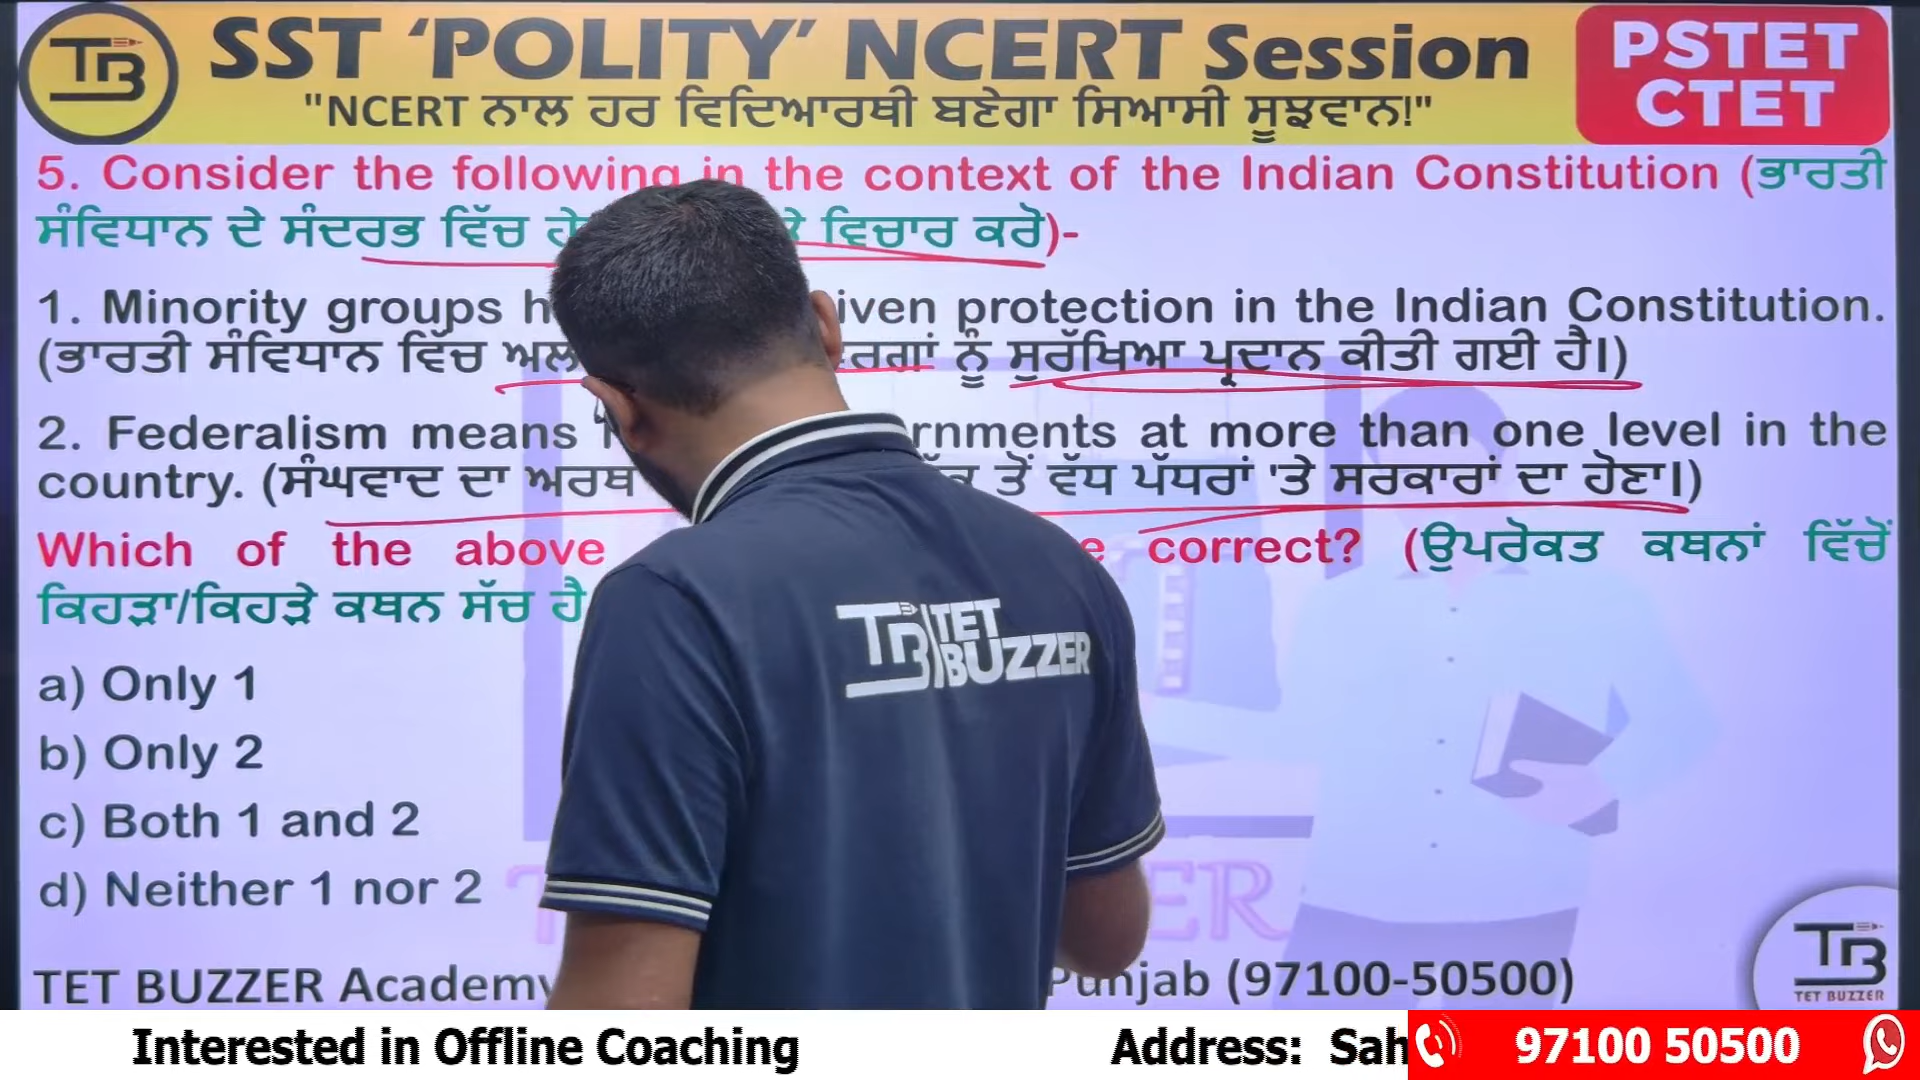 TB
SST ‘POLITY’ NCERT Session
PSTET
CTET
"NCERT ਨਾਲ ਹਰ ਵਿਦਿਆਰਥੀ ਬਣੇਗਾ ਸਿਆਸੀ ਸੂਝਵਾਨ!"
5. Consider the following in the context of the Indian Constitution (ਭਾਰਤੀ
ਸੰਵਿਧਾਨ ਦੇ ਸੰਦਰਭ ਵਿੱਚ ਵਿਚਾਰ ਕਰੋ)-
1. Minority groups protection in the Indian Constitution.
(ਭਾਰਤੀ ਸੰਵਿਧਾਨ ਵਿੱਚ ਨੂੰ ਸੁਰੱਖਿਆ ਪ੍ਰਦਾਨ ਕੀਤੀ ਗਈ ਹੈ।)
2. Federalism means at more than one level in the
country. (ਸੰਘਵਾਦ ਦਾ ਅਰਥ ਤੋਂ ਵੱਧ ਪੱਧਰਾਂ 'ਤੇ ਸਰਕਾਰਾਂ ਦਾ ਹੋਣਾ।)
Which of the above correct? (ਉਪਰੋਕਤ ਕਥਨਾਂ ਵਿੱਚੋਂ
ਕਿਹੜਾ/ਕਿਹੜੇ ਕਥਨ ਸੱਚ ਹੈ
a) Only 1
b) Only 2
c) Both 1 and 2
d) Neither 1 nor 2
TB TET
BUZZER
TET BUZZER Academy Punjab (97100-50500)
TB
TET BUZZER
Interested in Offline Coaching Address: 97100 50500